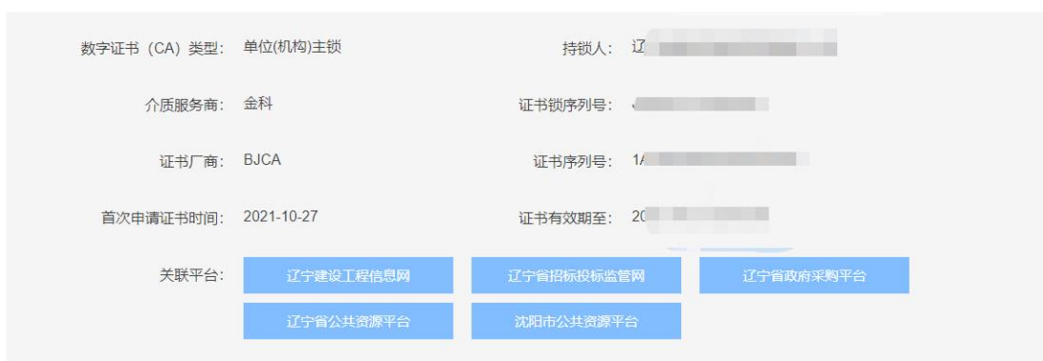 数字证书（CA）类型： 单位(机构)主锁 持锁人： 辽
介质服务商： 金科 证书锁序列号：
证书厂商： BJCA 证书序列号： 1A
首次申请证书时间： 2021-10-27 证书有效期至： 20
关联平台： 辽宁建设工程信息网 辽宁省招标投标监管网 辽宁省政府采购平台
辽宁省公共资源平台 沈阳市公共资源平台